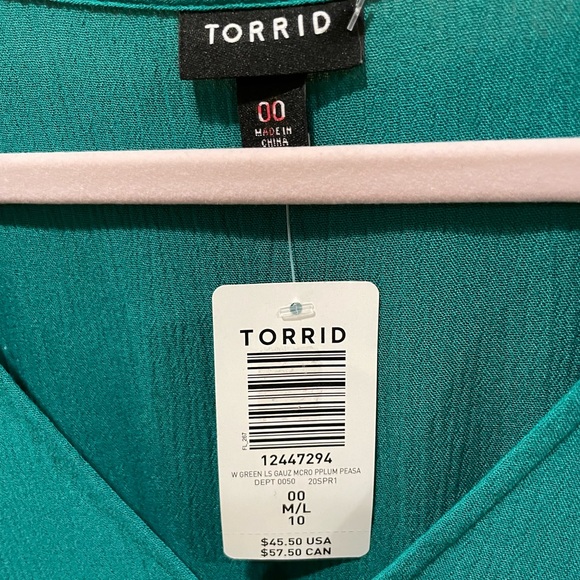 TORRID
00
MADE IN
CHINA
TORRID
FL_267
12447294
W GREEN LS GAUZ MCRO PPLUM PEASA
DEPT 0050 20SPR1
00
M/L
10
$45.50 USA
$57.50 CAN